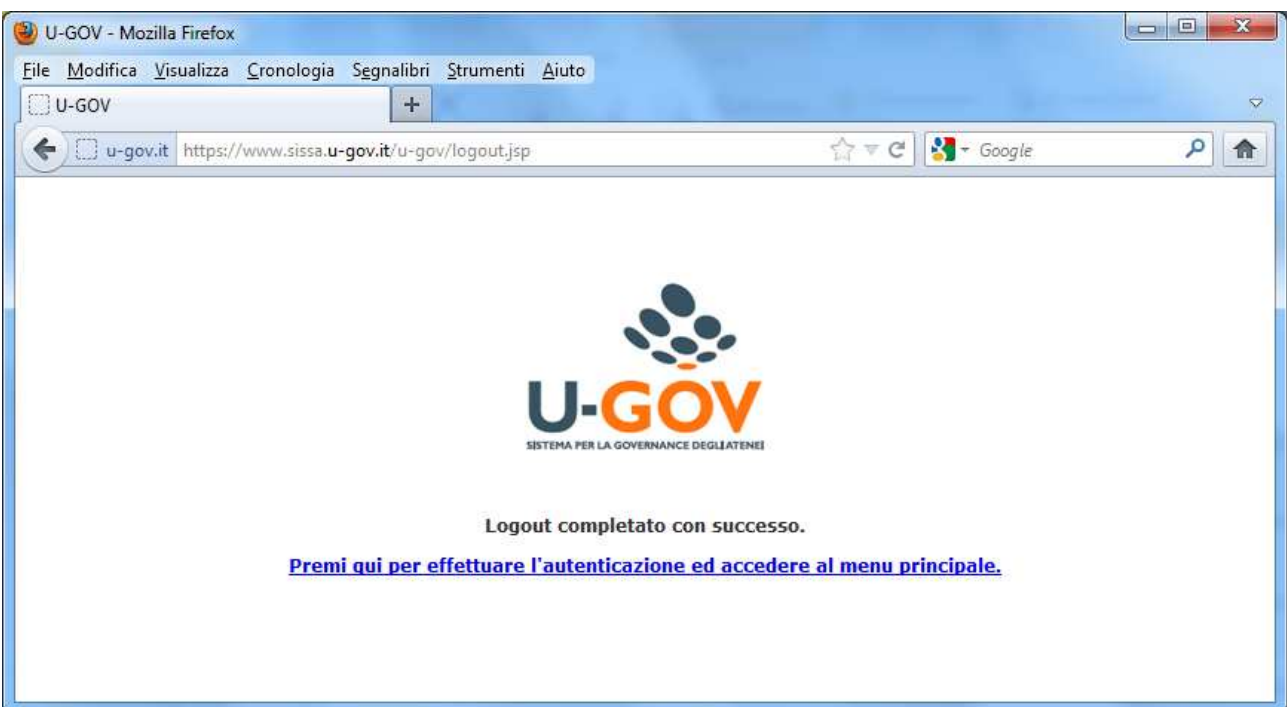 U-GOV - Mozilla Firefox
File Modifica Visualizza Cronologia Segnalibri Strumenti Aiuto
U-GOV +
u-gov.it https://www.sissa.u-gov.it/u-gov/logout.jsp Google
U-GOV
SISTEMA PER LA GOVERNANCE DEGLI ATENEI
Logout completato con successo.
Premi qui per effettuare l'autenticazione ed accedere al menu principale.